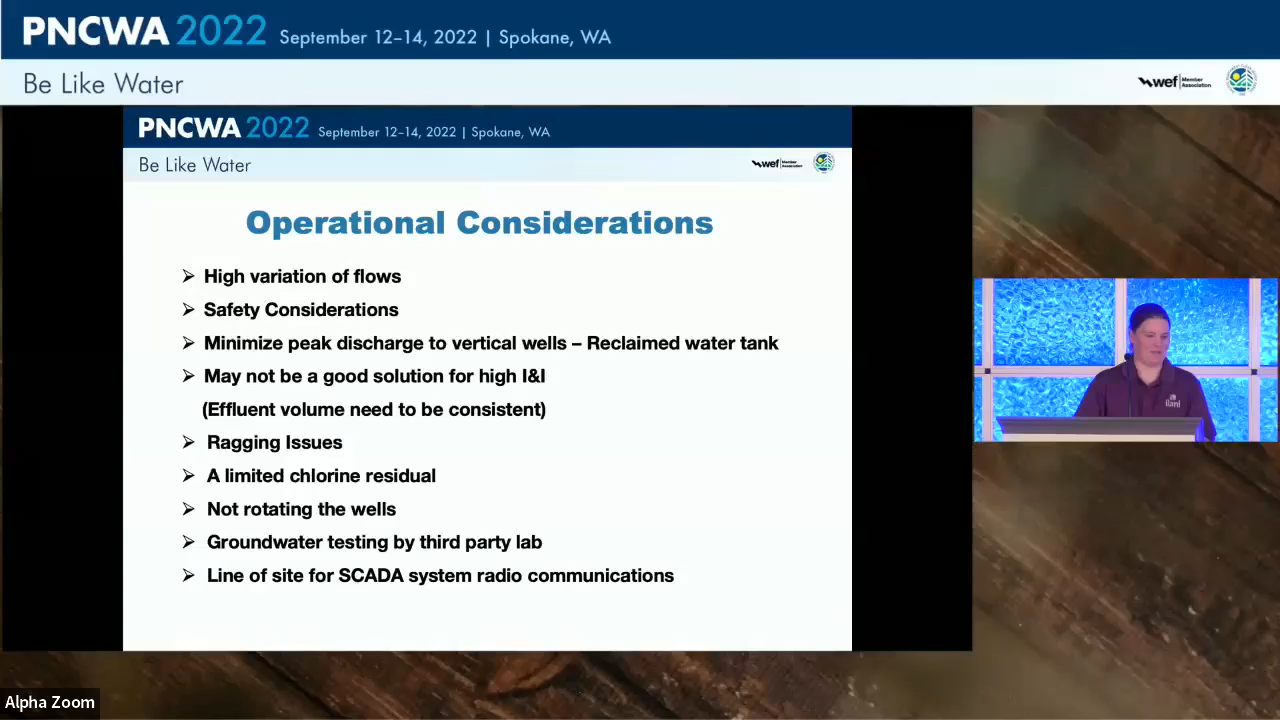 PNCWA 2022 September 12–14, 2022 | Spokane, WA
Be Like Water
wef Member Association
PNCWA 2022 September 12–14, 2022 | Spokane, WA
Be Like Water
wef Member Association
Operational Considerations
➢ High variation of flows
➢ Safety Considerations
➢ Minimize peak discharge to vertical wells – Reclaimed water tank
➢ May not be a good solution for high I&I
(Effluent volume need to be consistent)
➢ Ragging Issues
➢ A limited chlorine residual
➢ Not rotating the wells
➢ Groundwater testing by third party lab
➢ Line of site for SCADA system radio communications
Alpha Zoom